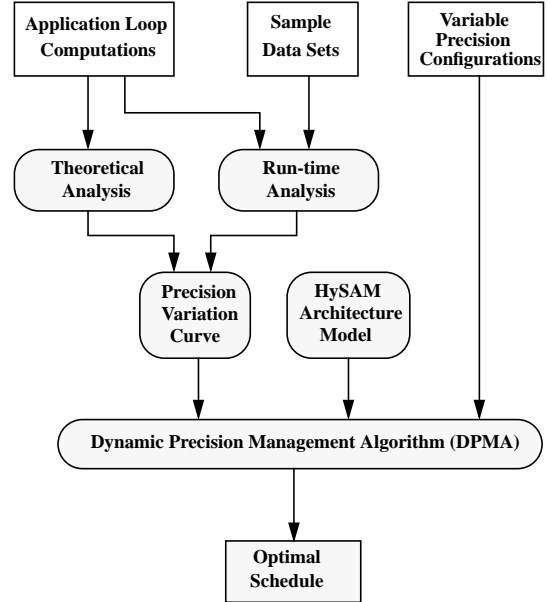 Application Loop
Computations
Sample
Data Sets
Variable
Precision
Configurations
Theoretical
Analysis
Run-time
Analysis
Precision
Variation
Curve
HySAM
Architecture
Model
Dynamic Precision Management Algorithm (DPMA)
Optimal
Schedule